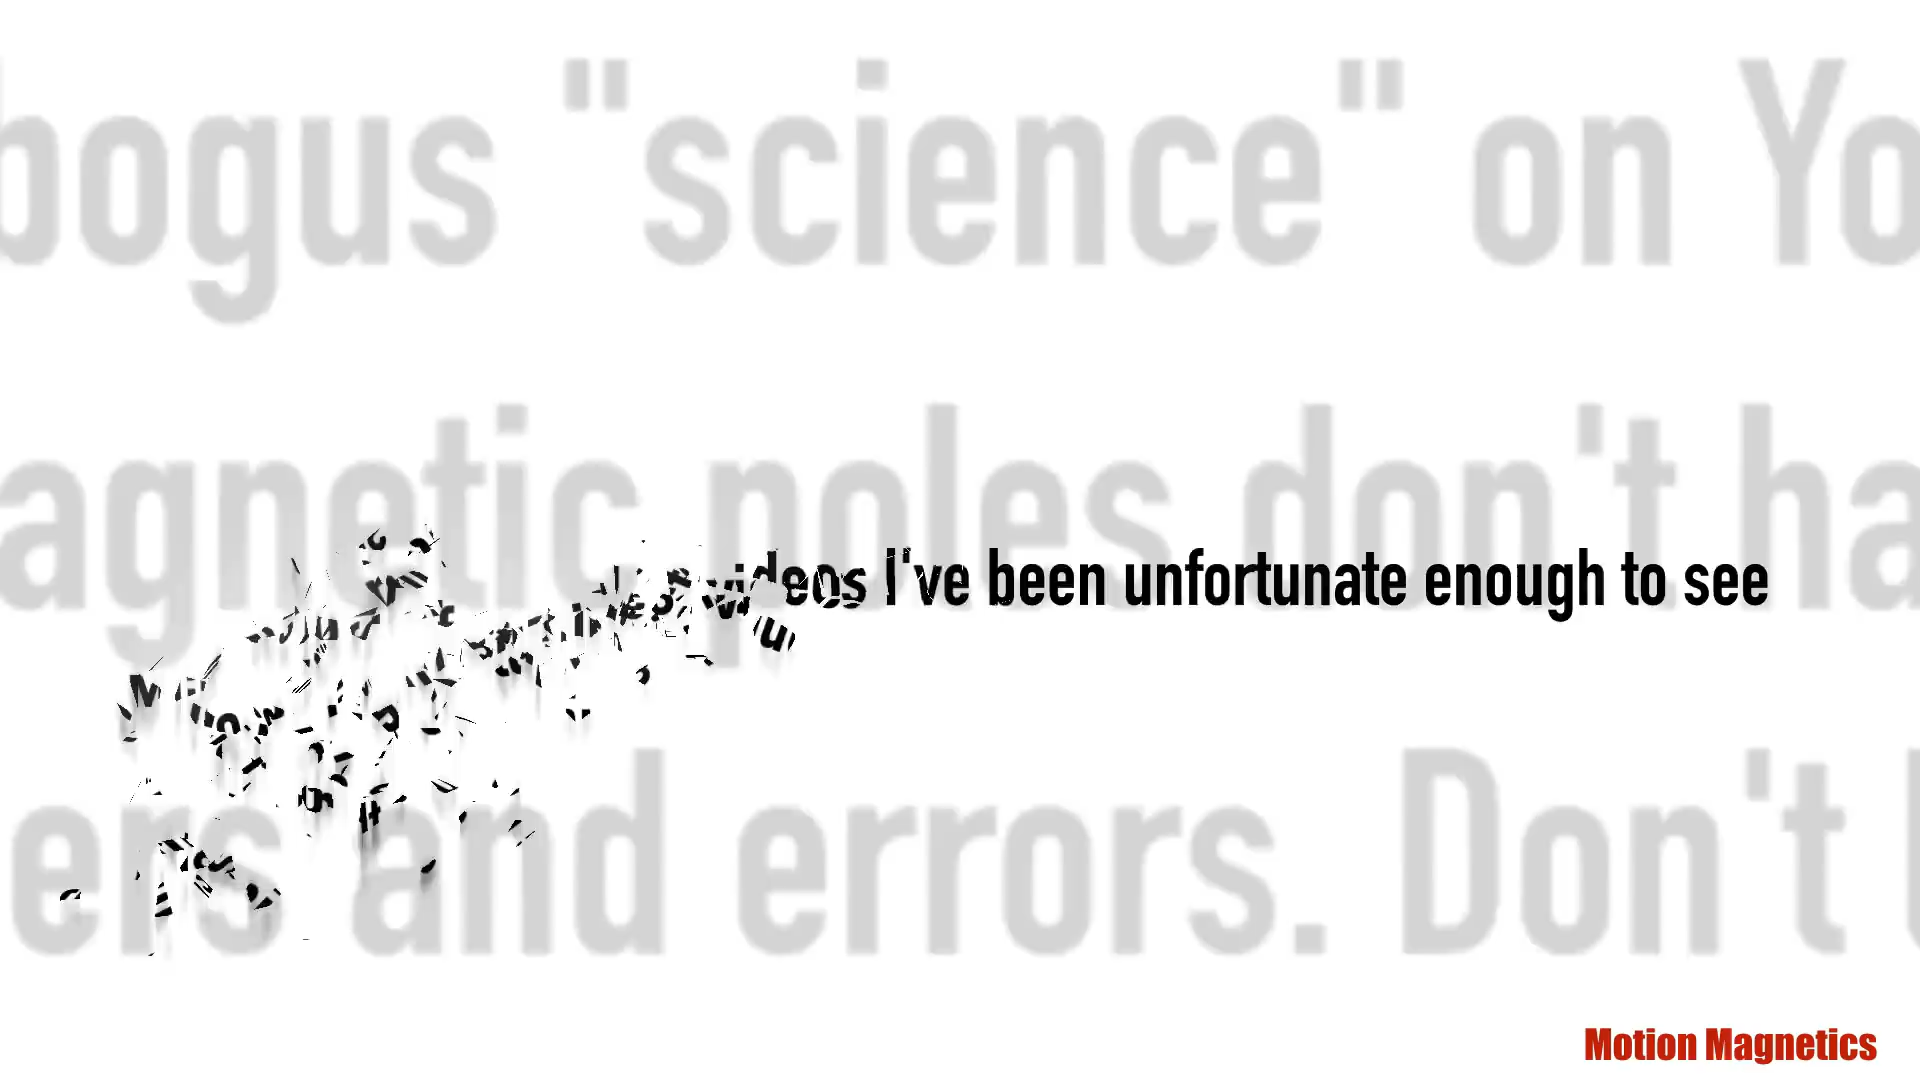 bogus "science" on Yo
agnetic poles don't ha
videos I've been unfortunate enough to see
ers and errors. Don't
Motion Magnetics